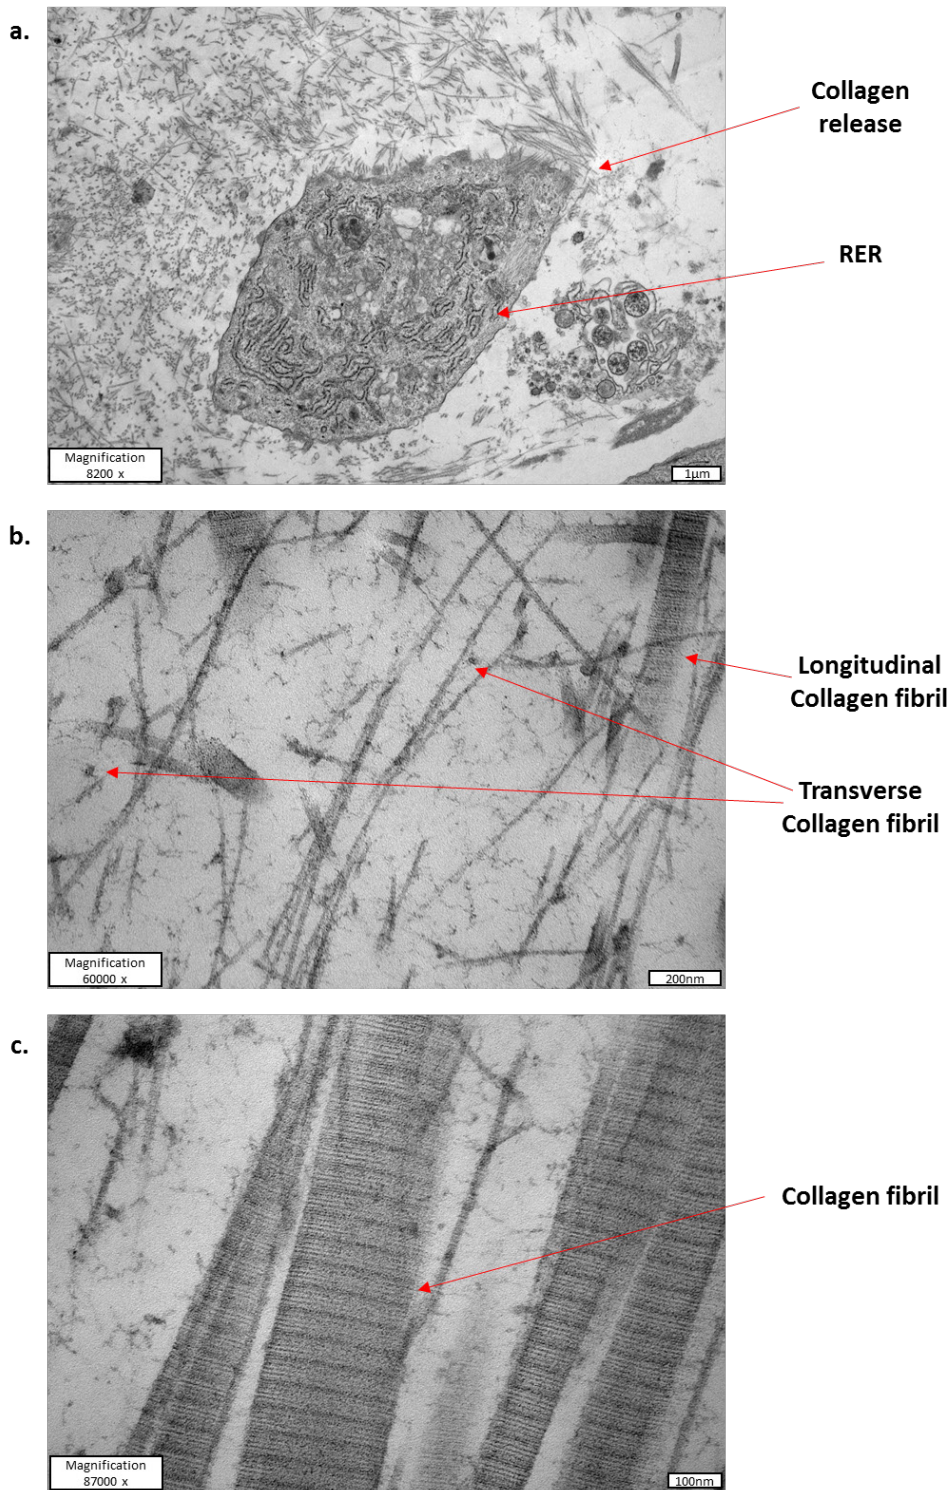 a.
Collagen
release
RER
Magnification
8200 x
1µm
b.
Longitudinal
Collagen fibril
Transverse
Collagen fibril
Magnification
60000 x
200nm
c.
Collagen fibril
Magnification
87000 x
100nm